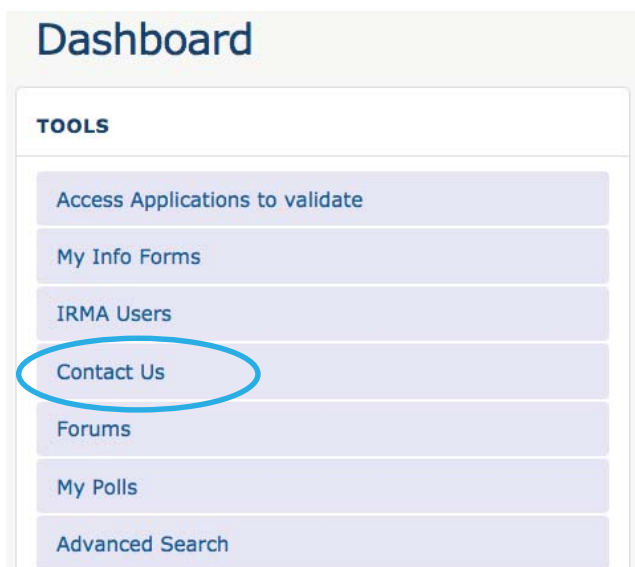 Dashboard
TOOLS
Access Applications to validate
My Info Forms
IRMA Users
Contact Us
Forums
My Polls
Advanced Search